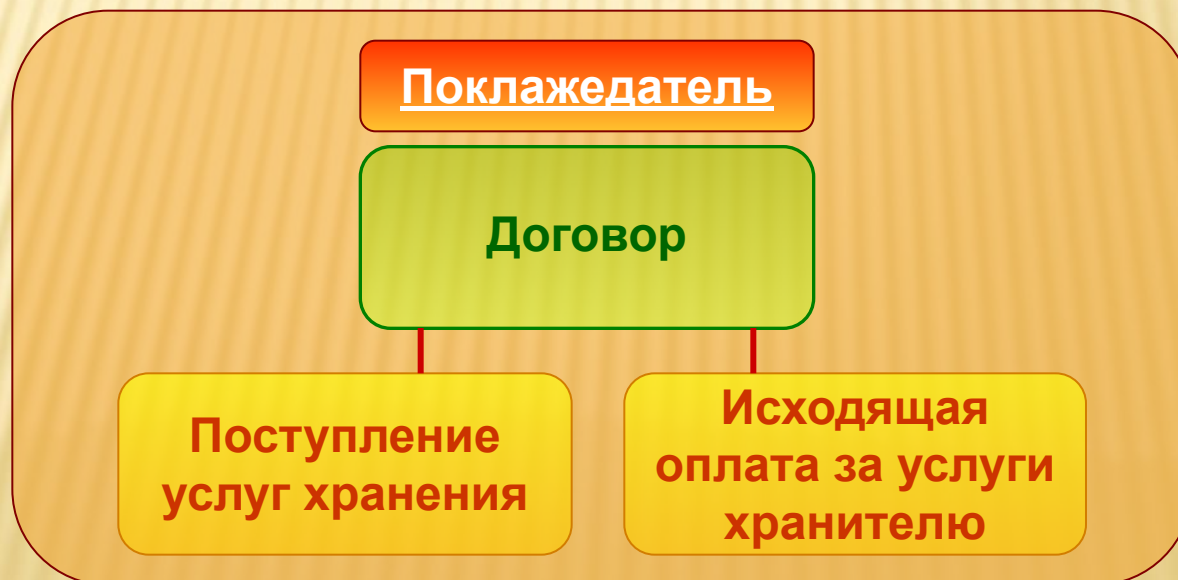 Поклажедатель
Договор
Поступление
услуг хранения
Исходящая
оплата за услуги
хранителю